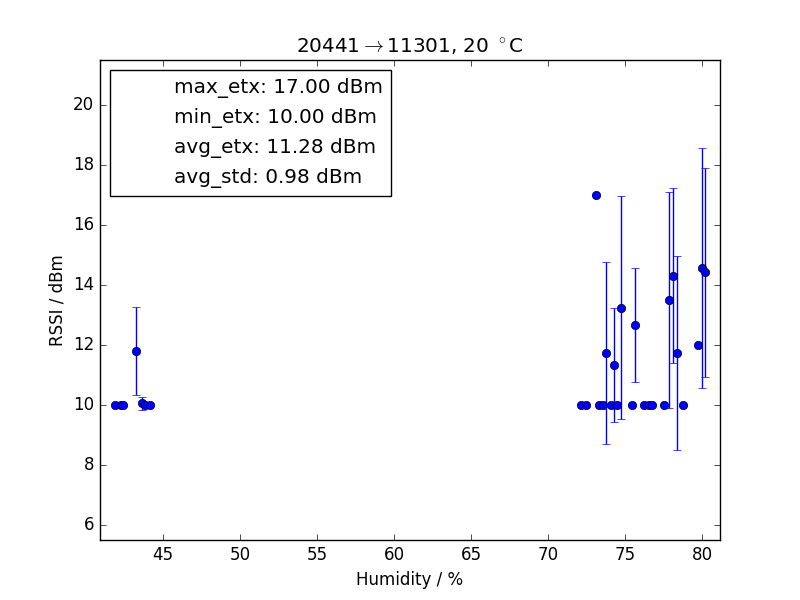 20441→11301, 20 °C
max_etx: 17.00 dBm
min_etx: 10.00 dBm
avg_etx: 11.28 dBm
avg_std: 0.98 dBm
20
18
16
14
12
10
8
6
RSSI / dBm
45 50 55 60 65 70 75 80
Humidity / %